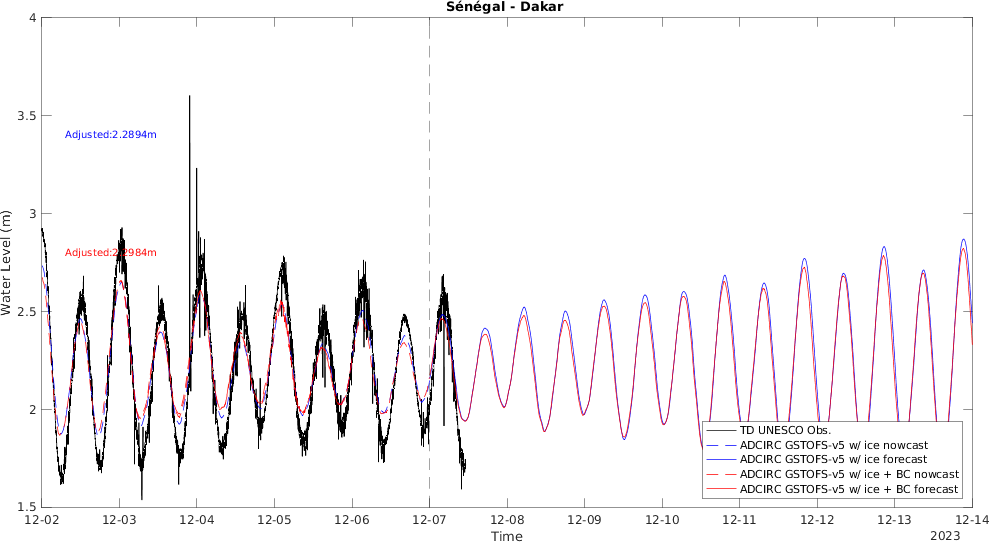 Sénégal - Dakar
4
3.5
3
2.5
2
1.5
Water Level (m)
Adjusted:2.2894m
Adjusted:2.2984m
TD UNESCO Obs.
ADCIRC GSTOFS-v5 w/ ice nowcast
ADCIRC GSTOFS-v5 w/ ice forecast
ADCIRC GSTOFS-v5 w/ ice + BC nowcast
ADCIRC GSTOFS-v5 w/ ice + BC forecast
12-02 12-03 12-04 12-05 12-06 12-07 12-08 12-09 12-10 12-11 12-12 12-13 12-14
Time
2023